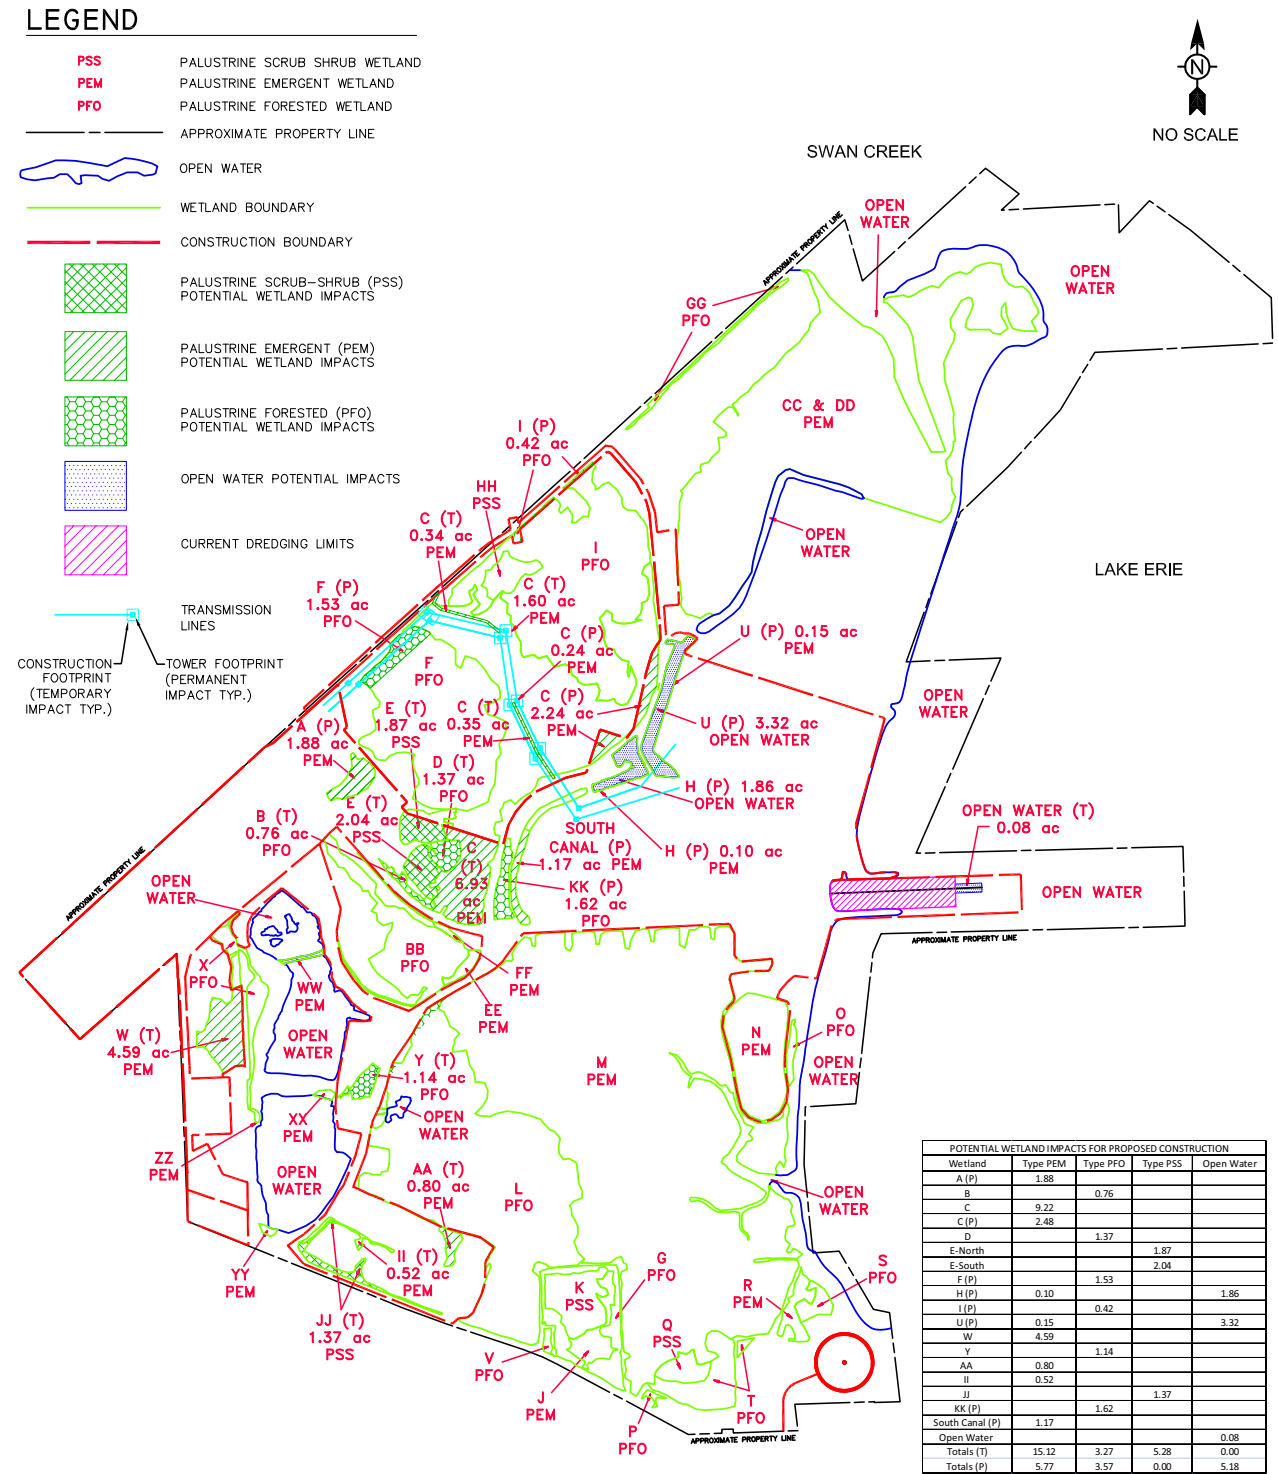 LEGEND
PSS PALUSTRINE SCRUB SHRUB WETLAND
PEM PALUSTRINE EMERGENT WETLAND
PFO PALUSTRINE FORESTED WETLAND
APPROXIMATE PROPERTY LINE
OPEN WATER
WETLAND BOUNDARY
CONSTRUCTION BOUNDARY
PALUSTRINE SCRUB-SHRUB (PSS)
POTENTIAL WETLAND IMPACTS
PALUSTRINE EMERGENT (PEM)
POTENTIAL WETLAND IMPACTS
PALUSTRINE FORESTED (PFO)
POTENTIAL WETLAND IMPACTS
OPEN WATER POTENTIAL IMPACTS
CURRENT DREDGING LIMITS
TRANSMISSION
LINES
CONSTRUCTION
FOOTPRINT
(TEMPORARY
IMPACT TYP.)
TOWER FOOTPRINT
(PERMANENT
IMPACT TYP.)
N
NO SCALE
SWAN CREEK
LAKE ERIE
APPROXIMATE PROPERTY LINE
OPEN
WATER
OPEN
WATER
GG
PFO
CC & DD
PEM
I (P)
0.42 ac
PFO
HH
PSS
C (T)
0.34 ac
PEM
I
PFO
OPEN
WATER
F (P)
1.53 ac
PFO
C (T)
1.60 ac
PEM
C (P)
0.24 ac
PEM
U (P) 0.15 ac
PEM
F
PFO
C (P)
2.24 ac
PEM
OPEN
WATER
E (T)
1.87 ac
PSS
C (T)
0.35 ac
PEM
U (P) 3.32 ac
OPEN WATER
A (P)
1.88 ac
PEM
D (T)
1.37 ac
PFO
H (P) 1.86 ac
OPEN WATER
E (T)
2.04 ac
PSS
B (T)
0.76 ac
PFO
OPEN WATER (T)
0.08 ac
SOUTH
CANAL (P)
1.17 ac PEM
H (P) 0.10 ac
PEM
C
(T)
6.93
ac
PEM
KK (P)
1.62 ac
PFO
APPROXIMATE PROPERTY LINE
OPEN
WATER
OPEN WATER
APPROXIMATE PROPERTY LINE
BB
PFO
X
PFO
FF
PEM
WW
PEM
EE
PEM
O
PFO
N
PEM
W (T)
4.59 ac
PEM
OPEN
WATER
M
PEM
OPEN
WATER
Y (T)
1.14 ac
PFO
XX
PEM
OPEN
WATER
ZZ
PEM
OPEN
WATER
AA (T)
0.80 ac
PEM
L
PFO
OPEN
WATER
II (T)
0.52 ac
PEM
YY
PEM
G
PFO
S
PFO
K
PSS
R
PEM
JJ (T)
1.37 ac
PSS
Q
PSS
V
PFO
J
PEM
T
PFO
P
PFO
APPROXIMATE PROPERTY LINE
POTENTIAL WETLAND IMPACTS FOR PROPOSED CONSTRUCTION
Wetland Type PEM Type PFO Type PSS Open Water
A (P) 1.88
B 0.76
C 9.22
C (P) 2.48
D 1.37
E-North 1.87
E-South 2.04
F (P) 1.53
H (P) 0.10 1.86
I (P) 0.42
U (P) 0.15 3.32
W 4.59
Y 1.14
AA 0.80
II 0.52
JJ 1.37
KK (P) 1.62
South Canal (P) 1.17
Open Water 0.08
Totals (T) 15.12 3.27 5.28 0.00
Totals (P) 5.77 3.57 0.00 5.18